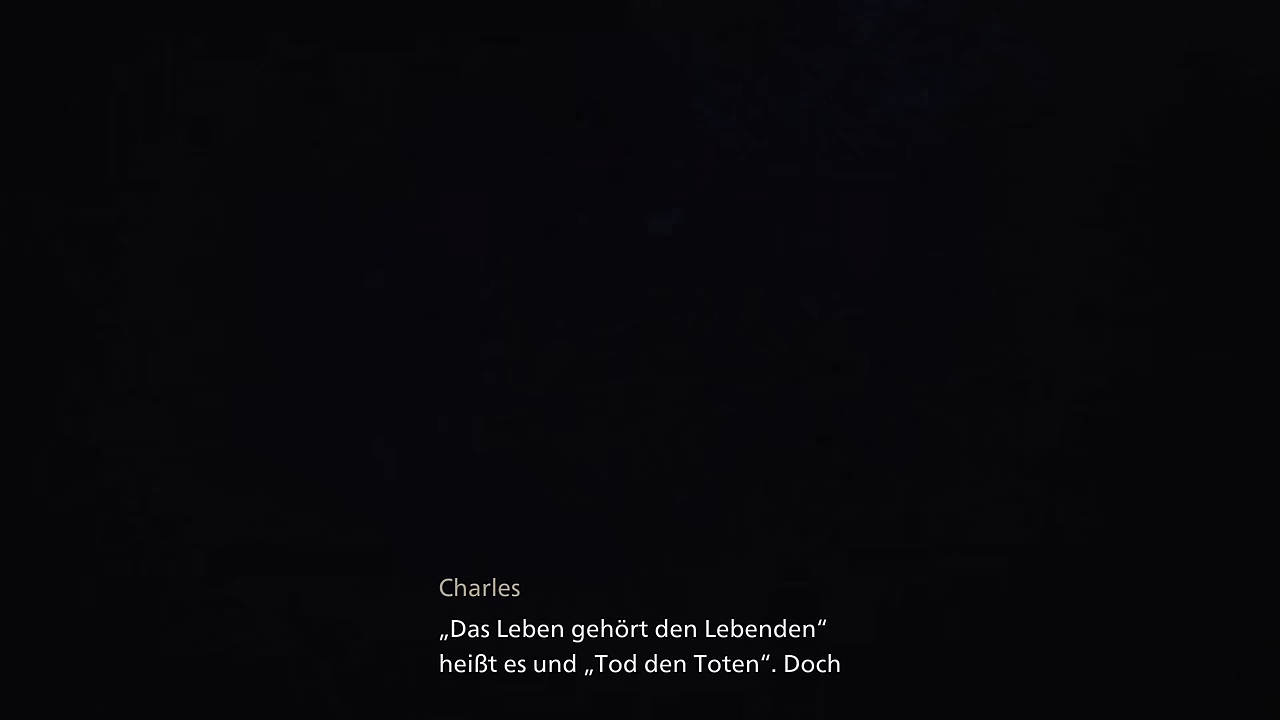 Charles
„Das Leben gehört den Lebenden“
heißt es und „Tod den Toten“. Doch